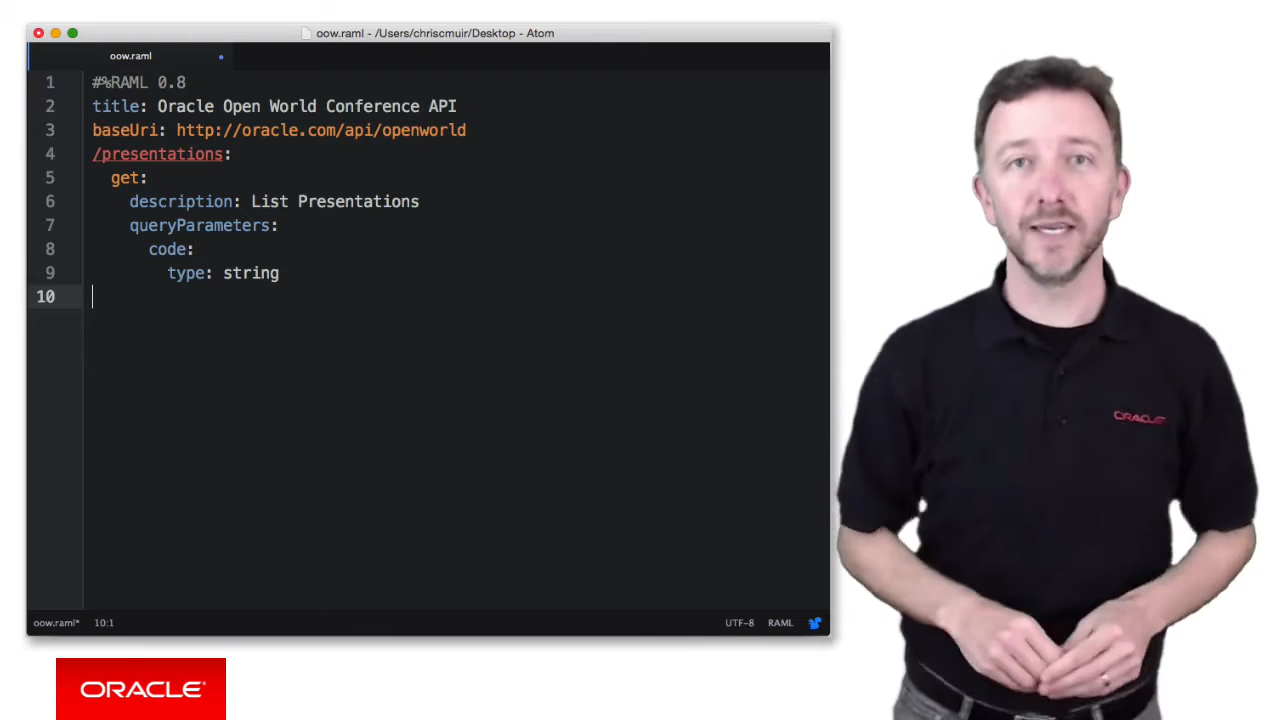 oow.raml - /Users/chriscmuir/Desktop - Atom
oow.raml
1 #%RAML 0.8
2 title: Oracle Open World Conference API
3 baseUri: http://oracle.com/api/openworld
4 /presentations:
5   get:
6     description: List Presentations
7     queryParameters:
8       code:
9         type: string
10
oow.raml* 10:1 UTF-8 RAML
ORACLE
ORACLE®